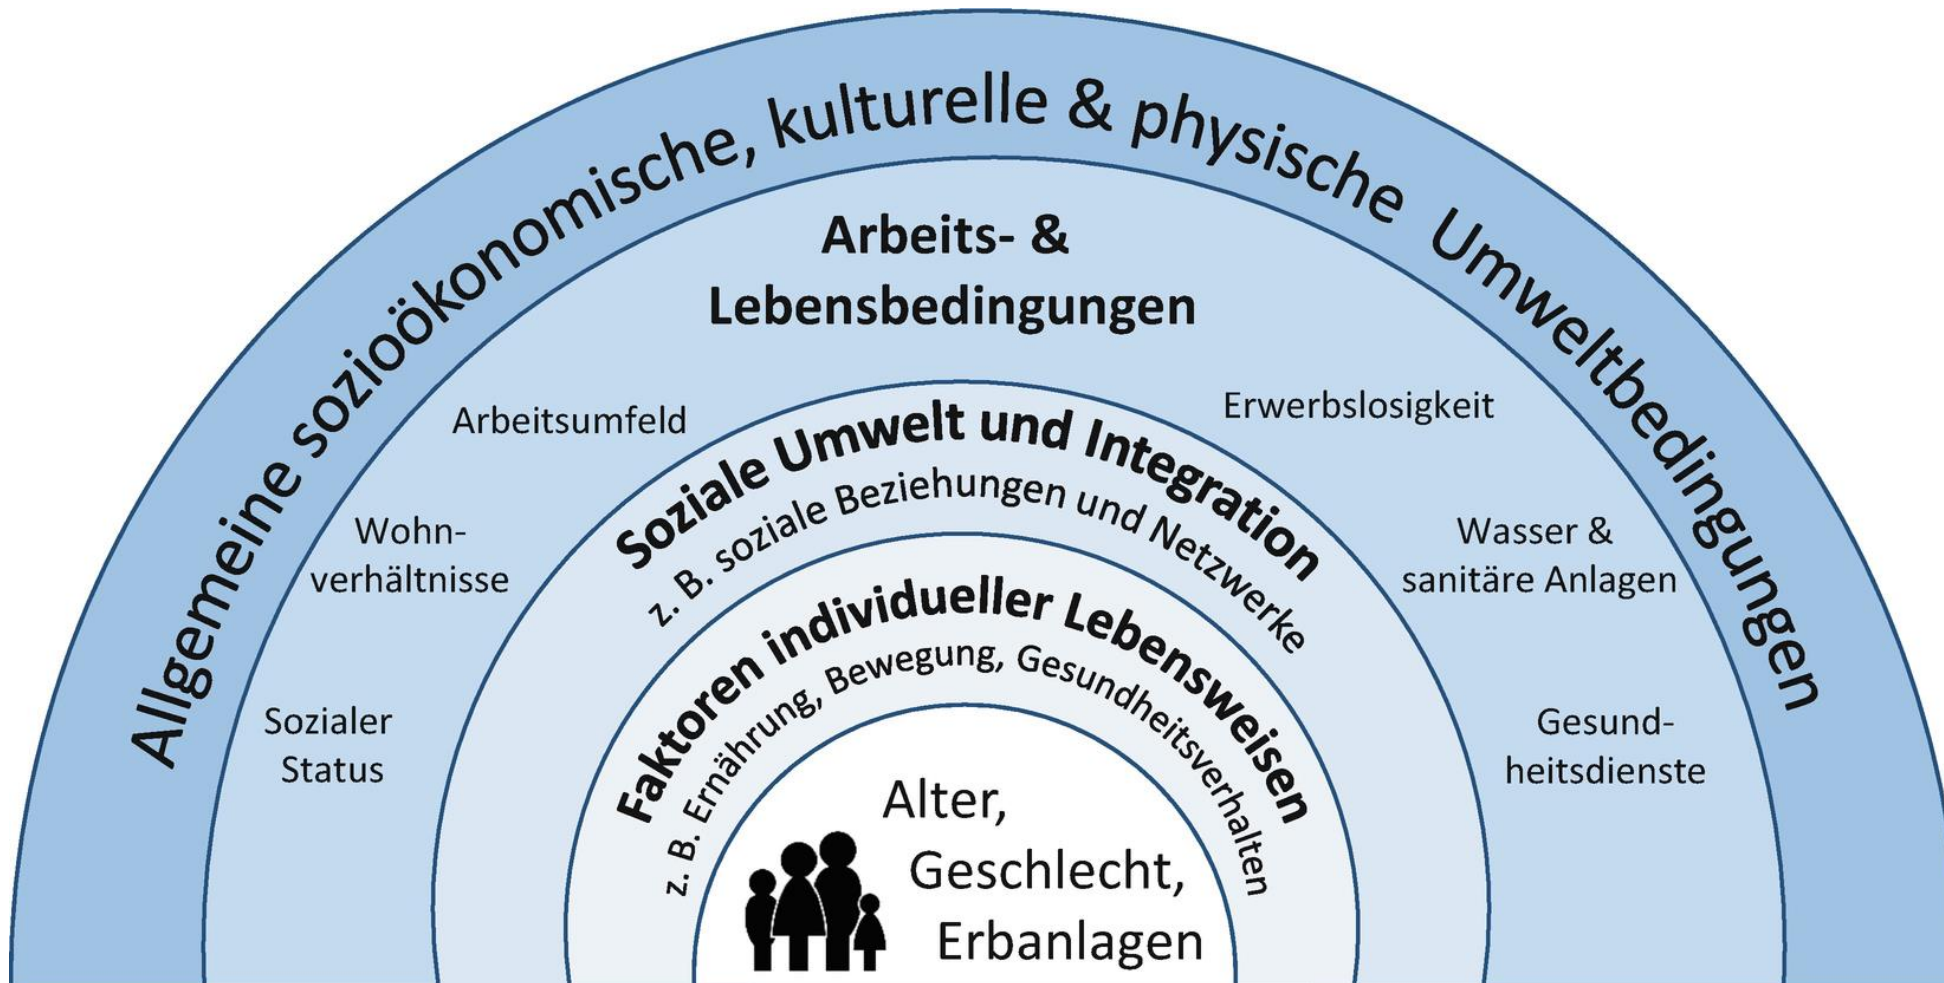 Allgemeine sozioökonomische, kulturelle & physische Umweltbedingungen
Arbeits- &
Lebensbedingungen
Arbeitsumfeld
Erwerbslosigkeit
Wohn-
verhältnisse
Wasser &
sanitäre Anlagen
Sozialer
Status
Gesund-
heitsdienste
Soziale Umwelt und Integration
z. B. soziale Beziehungen und Netzwerke
Faktoren individueller Lebensweisen
z. B. Ernährung, Bewegung, Gesundheitsverhalten
Alter,
Geschlecht,
Erbanlagen